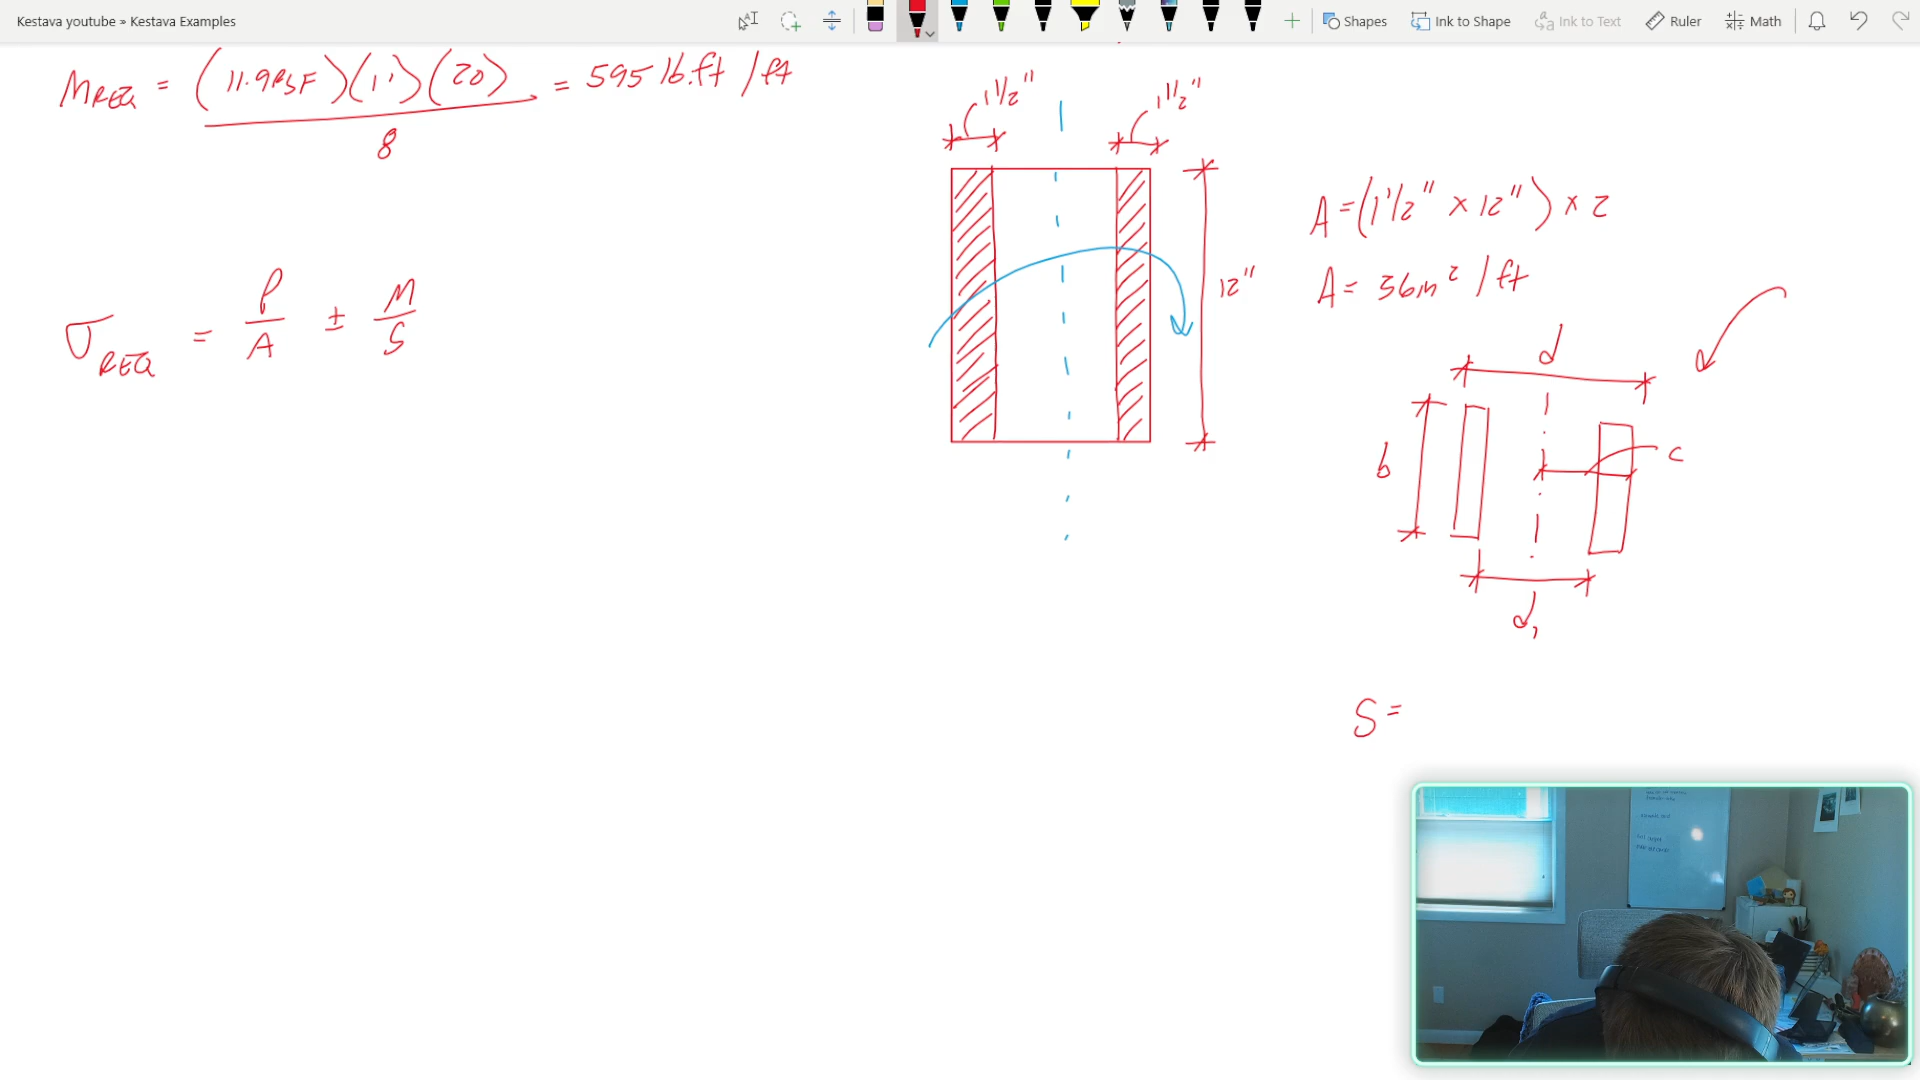 Kestava youtube » Kestava Examples
Shapes
Ink to Shape
Ink to Text
Ruler
Math
MREQ = (11.9PSF)(1')(20) / 8 = 595 lb.ft / ft
σREQ = P/A ± M/S
1 1/2"
1 1/2"
12"
A=(1 1/2" × 12") × 2
A= 36in² / ft
d
b
c
d,
S=